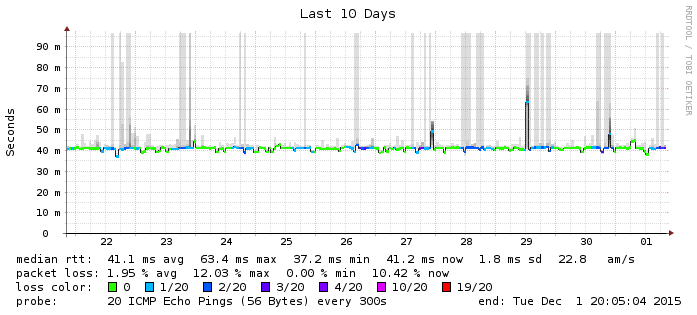 Last 10 Days
RRDTOOL / TOBI OETIKER
Seconds
90 m
80 m
70 m
60 m
50 m
40 m
30 m
20 m
10 m
0
22 23 24 25 26 27 28 29 30 01
median rtt: 41.1 ms avg 63.4 ms max 37.2 ms min 41.2 ms now 1.8 ms sd 22.8 am/s
packet loss: 1.95 % avg 12.03 % max 0.00 % min 10.42 % now
loss color: 0 1/20 2/20 3/20 4/20 10/20 19/20
probe: 20 ICMP Echo Pings (56 Bytes) every 300s end: Tue Dec 1 20:05:04 2015